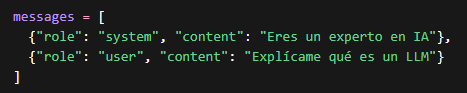 messages = [
  {"role": "system", "content": "Eres un experto en IA"},
  {"role": "user", "content": "Explícame qué es un LLM"}
]